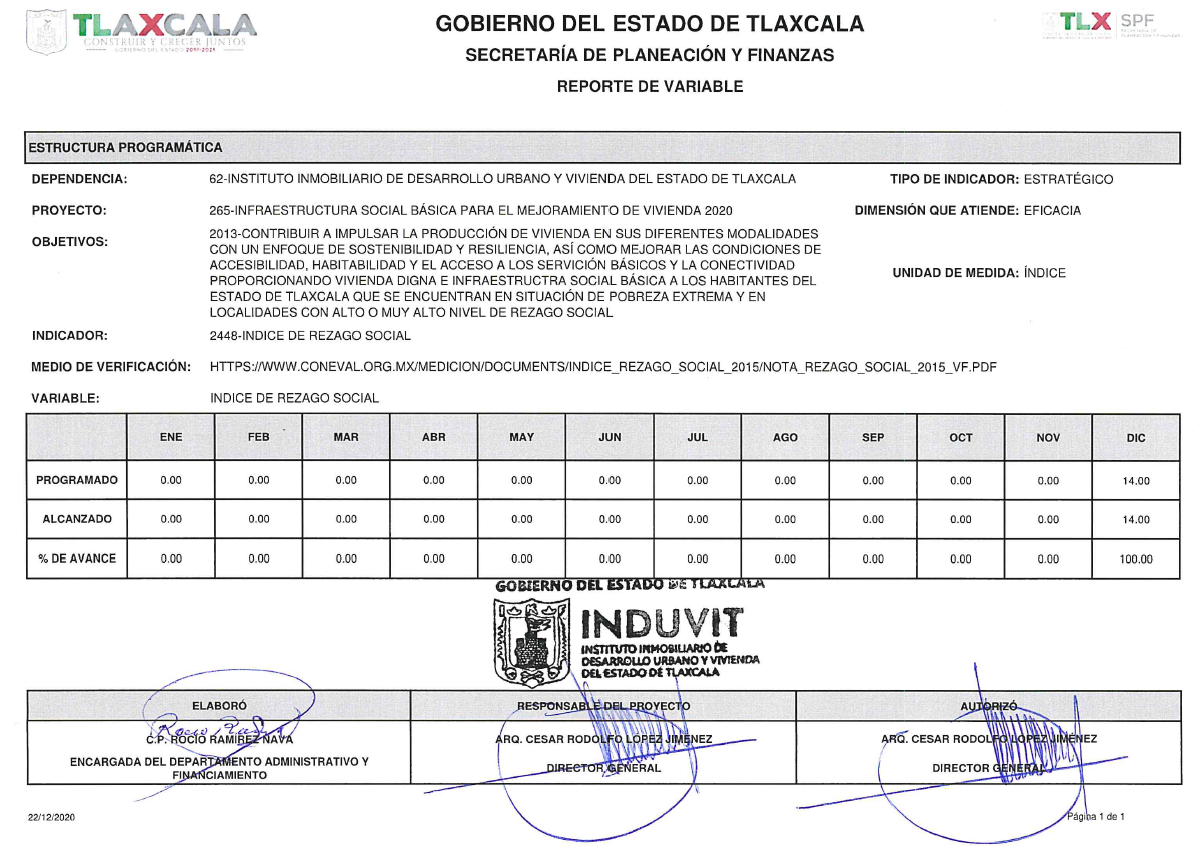 TLAXCALA
CONSTRUIR Y CRECER JUNTOS
GOBIERNO DEL ESTADO 2017-2021
GOBIERNO DEL ESTADO DE TLAXCALA
SECRETARÍA DE PLANEACIÓN Y FINANZAS
REPORTE DE VARIABLE
TLX SPF
ESTRUCTURA PROGRAMÁTICA
DEPENDENCIA: 62-INSTITUTO INMOBILIARIO DE DESARROLLO URBANO Y VIVIENDA DEL ESTADO DE TLAXCALA TIPO DE INDICADOR: ESTRATÉGICO
PROYECTO: 265-INFRAESTRUCTURA SOCIAL BÁSICA PARA EL MEJORAMIENTO DE VIVIENDA 2020 DIMENSIÓN QUE ATIENDE: EFICACIA
OBJETIVOS: 2013-CONTRIBUIR A IMPULSAR LA PRODUCCIÓN DE VIVIENDA EN SUS DIFERENTES MODALIDADES
CON UN ENFOQUE DE SOSTENIBILIDAD Y RESILIENCIA, ASÍ COMO MEJORAR LAS CONDICIONES DE
ACCESIBILIDAD, HABITABILIDAD Y EL ACCESO A LOS SERVICIÓN BÁSICOS Y LA CONECTIVIDAD
PROPORCIONANDO VIVIENDA DIGNA E INFRAESTRUCTRA SOCIAL BÁSICA A LOS HABITANTES DEL
ESTADO DE TLAXCALA QUE SE ENCUENTRAN EN SITUACIÓN DE POBREZA EXTREMA Y EN
LOCALIDADES CON ALTO O MUY ALTO NIVEL DE REZAGO SOCIAL
UNIDAD DE MEDIDA: ÍNDICE
INDICADOR: 2448-INDICE DE REZAGO SOCIAL
MEDIO DE VERIFICACIÓN: HTTPS://WWW.CONEVAL.ORG.MX/MEDICION/DOCUMENTS/INDICE_REZAGO_SOCIAL_2015/NOTA_REZAGO_SOCIAL_2015_VF.PDF
VARIABLE: INDICE DE REZAGO SOCIAL
ENE FEB MAR ABR MAY JUN JUL AGO SEP OCT NOV DIC
PROGRAMADO 0.00 0.00 0.00 0.00 0.00 0.00 0.00 0.00 0.00 0.00 0.00 14.00
ALCANZADO 0.00 0.00 0.00 0.00 0.00 0.00 0.00 0.00 0.00 0.00 0.00 14.00
% DE AVANCE 0.00 0.00 0.00 0.00 0.00 0.00 0.00 0.00 0.00 0.00 0.00 100.00
GOBIERNO DEL ESTADO DE TLAXCALA
INDUVIT
INSTITUTO INMOBILIARIO DE
DESARROLLO URBANO Y VIVIENDA
DEL ESTADO DE TLAXCALA
ELABORÓ RESPONSABLE DEL PROYECTO AUTORIZÓ
C.P. ROCÍO RAMÍREZ NAVA ARQ. CESAR RODOLFO LÓPEZ JIMÉNEZ ARQ. CESAR RODOLFO LÓPEZ JIMÉNEZ
ENCARGADA DEL DEPARTAMENTO ADMINISTRATIVO Y
FINANCIAMIENTO
DIRECTOR GENERAL DIRECTOR GENERAL
22/12/2020 Página 1 de 1